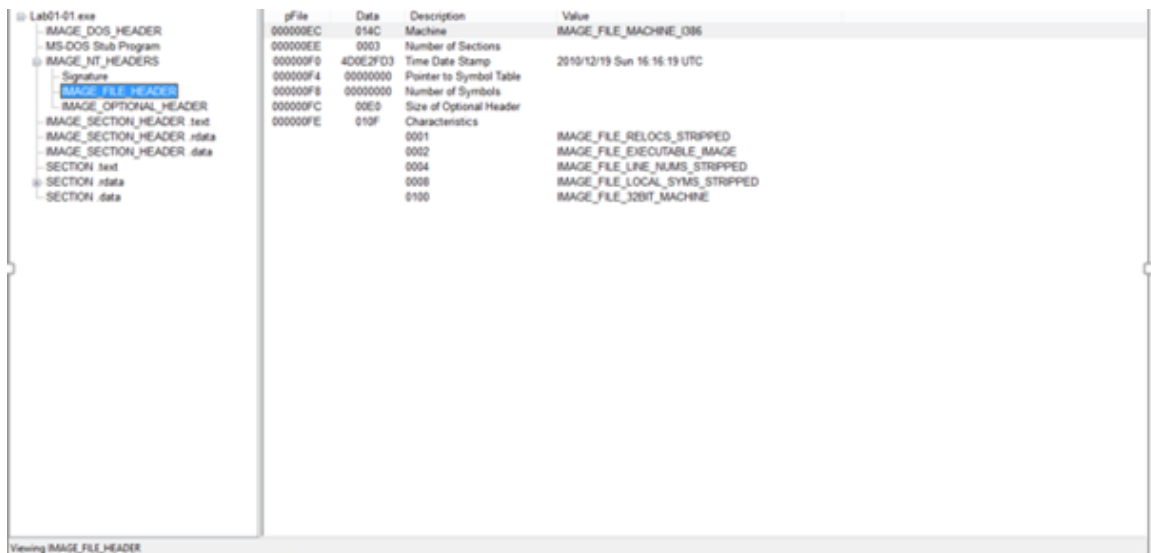 Lab01-01.exe
IMAGE_DOS_HEADER
MS-DOS Stub Program
IMAGE_NT_HEADERS
Signature
IMAGE_FILE_HEADER
IMAGE_OPTIONAL_HEADER
IMAGE_SECTION_HEADER .text
IMAGE_SECTION_HEADER .rdata
IMAGE_SECTION_HEADER .data
SECTION .text
SECTION .rdata
SECTION .data
pFile Data Description Value
000000EC 014C Machine IMAGE_FILE_MACHINE_I386
000000EE 0003 Number of Sections
000000F0 4D0E2FD3 Time Date Stamp 2010/12/19 Sun 16:16:19 UTC
000000F4 00000000 Pointer to Symbol Table
000000F8 00000000 Number of Symbols
000000FC 00E0 Size of Optional Header
000000FE 010F Characteristics
0001 IMAGE_FILE_RELOCS_STRIPPED
0002 IMAGE_FILE_EXECUTABLE_IMAGE
0004 IMAGE_FILE_LINE_NUMS_STRIPPED
0008 IMAGE_FILE_LOCAL_SYMS_STRIPPED
0100 IMAGE_FILE_32BIT_MACHINE
Viewing IMAGE_FILE_HEADER